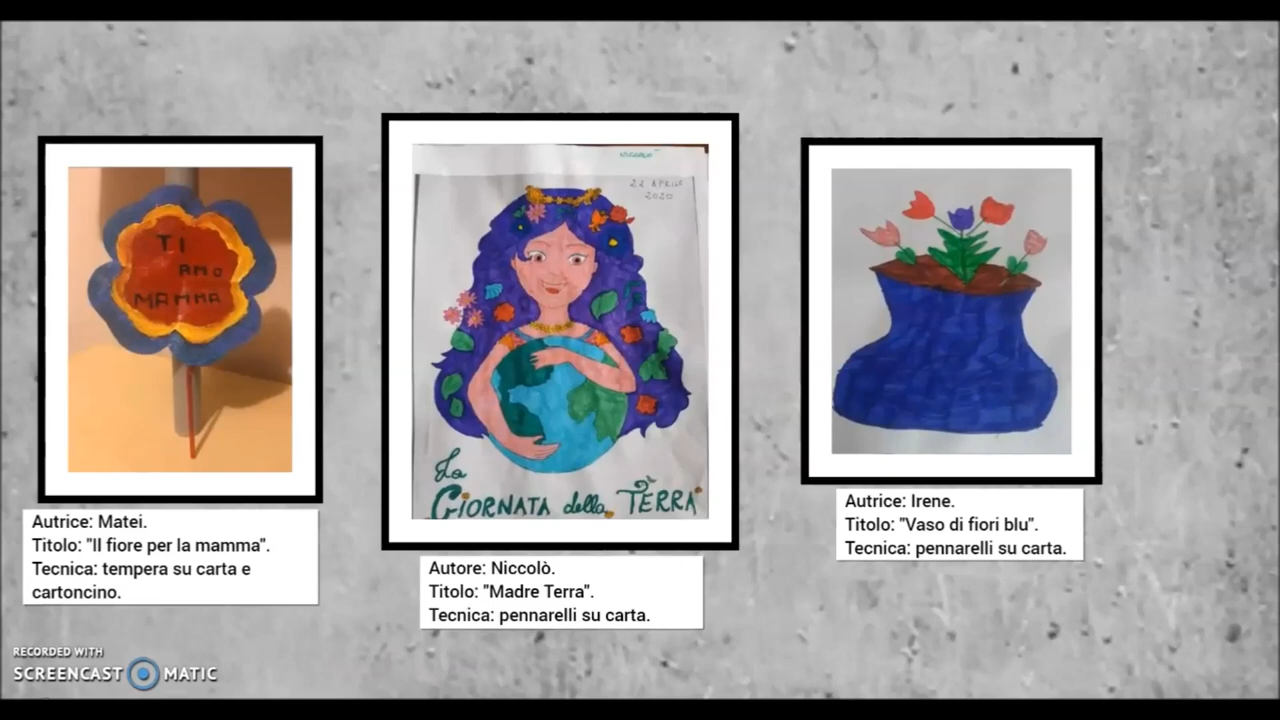 TI
AMO
MAMMA
Autrice: Matei.
Titolo: "Il fiore per la mamma".
Tecnica: tempera su carta e
cartoncino.
22 APRILE
2020
La
GIORNATA della TERRA
Autore: Niccolò.
Titolo: "Madre Terra".
Tecnica: pennarelli su carta.
Autrice: Irene.
Titolo: "Vaso di fiori blu".
Tecnica: pennarelli su carta.
RECORDED WITH
SCREENCAST MATIC